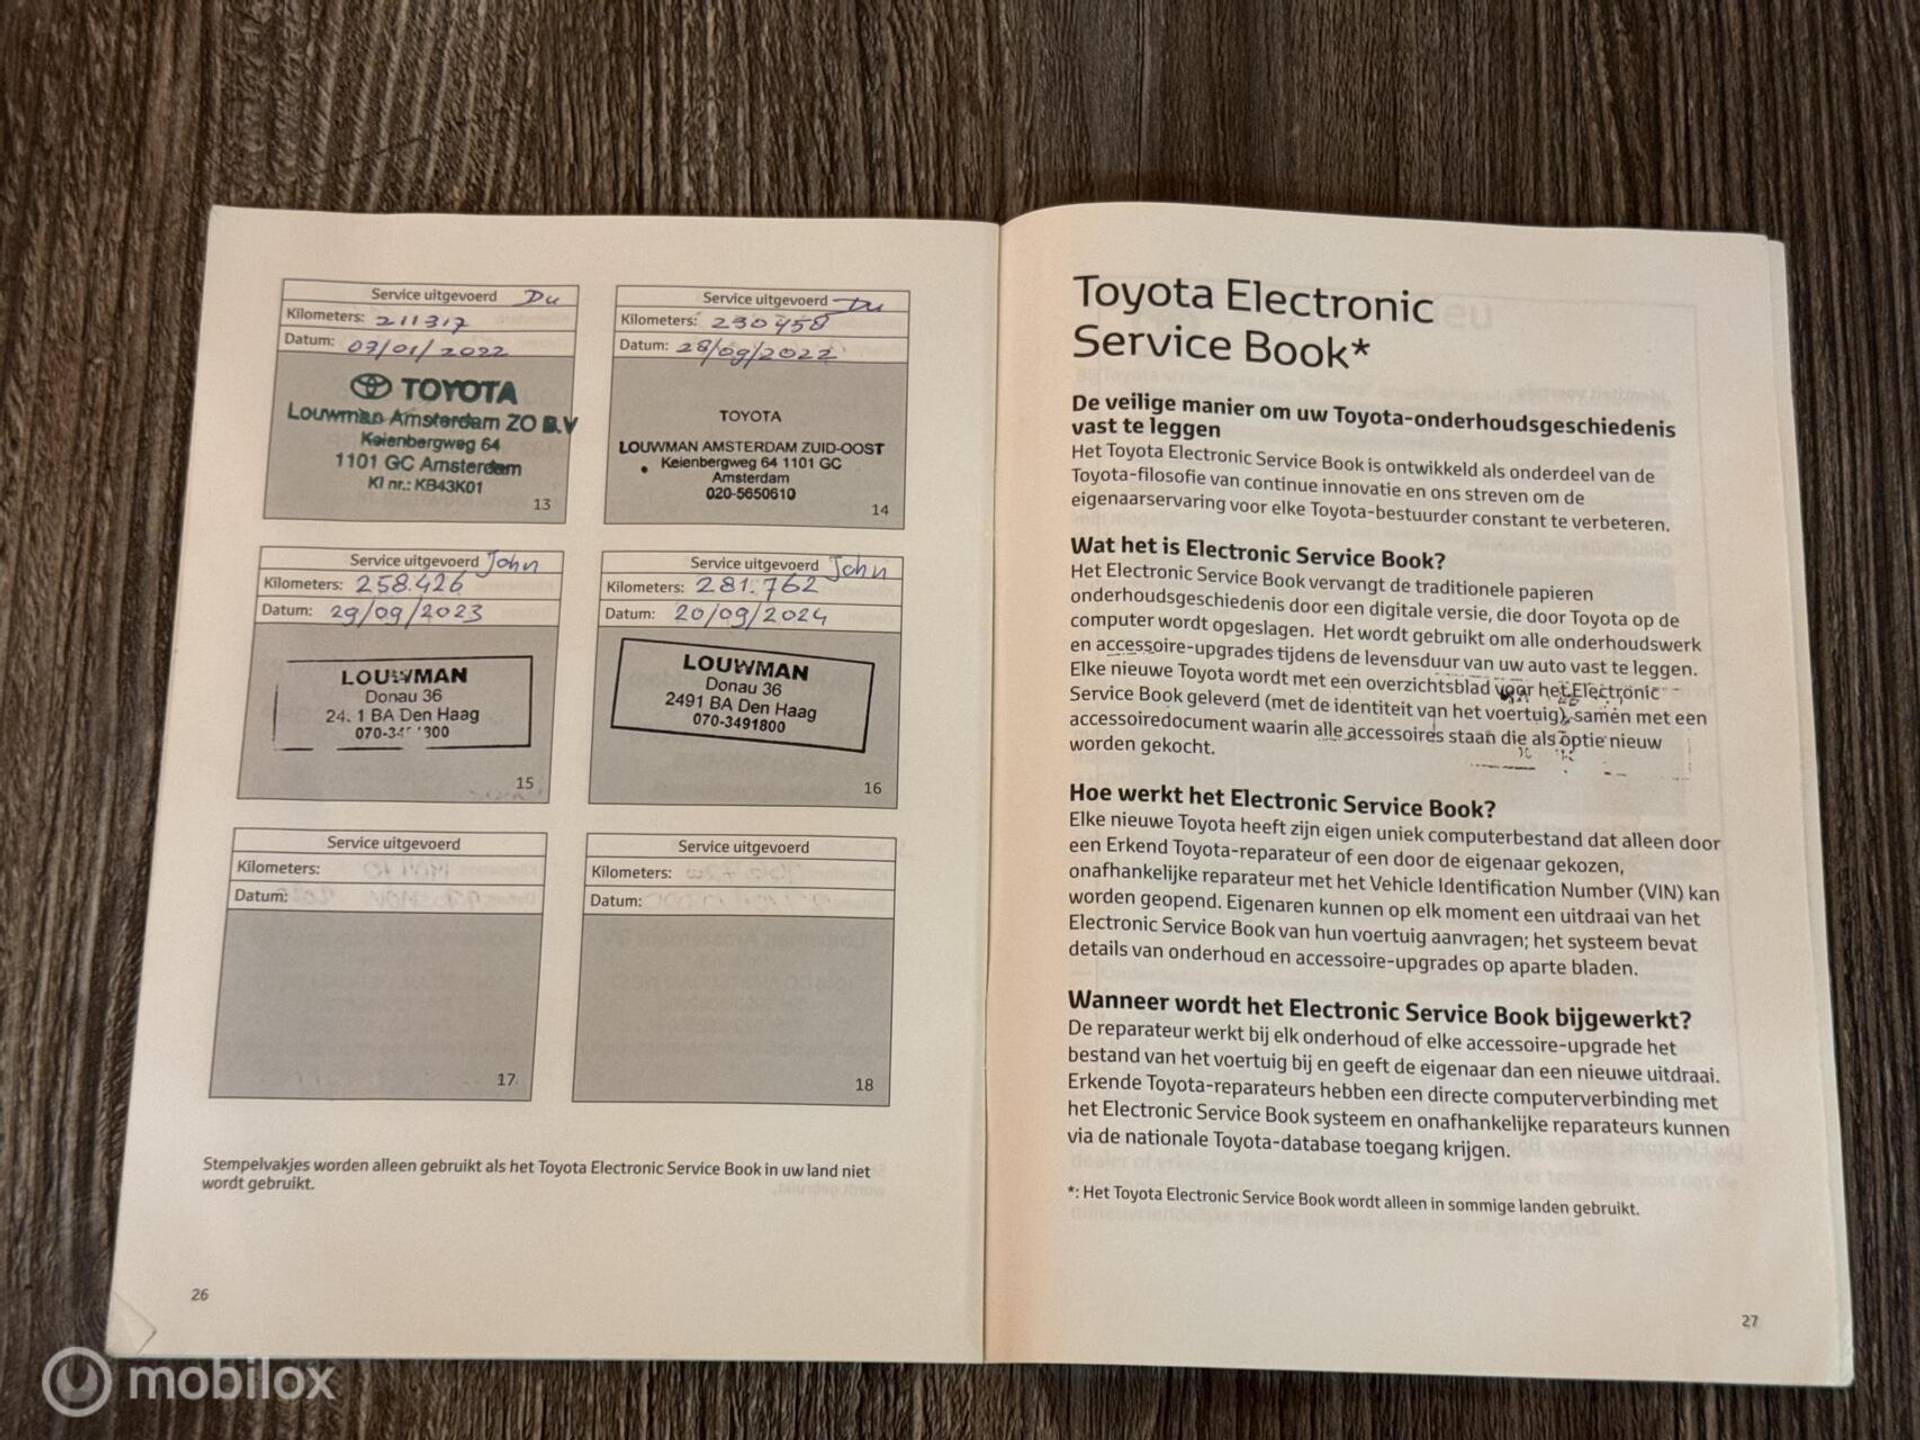 Service uitgevoerd Du
Kilometers: 211317
Datum: 07/01/2022
TOYOTA
Louwman Amsterdam ZO B.V
Keienbergweg 64
1101 GC Amsterdam
Kl nr.: KB43K01
13
Service uitgevoerd Du
Kilometers: 230458
Datum: 28/09/2022
TOYOTA
LOUWMAN AMSTERDAM ZUID-OOST
Keienbergweg 64 1101 GC
Amsterdam
020-5650610
14
Service uitgevoerd John
Kilometers: 258.426
Datum: 29/09/2023
LOUWMAN
Donau 36
24 1 BA Den Haag
070-34 300
15
Service uitgevoerd John
Kilometers: 281.762
Datum: 20/09/2024
LOUWMAN
Donau 36
2491 BA Den Haag
070-3491800
16
Service uitgevoerd
Kilometers:
Datum:
17
Service uitgevoerd
Kilometers:
Datum:
18
Stempelvakjes worden alleen gebruikt als het Toyota Electronic Service Book in uw land niet
wordt gebruikt.
26
Toyota Electronic
Service Book*
De veilige manier om uw Toyota-onderhoudsgeschiedenis
vast te leggen
Het Toyota Electronic Service Book is ontwikkeld als onderdeel van de
Toyota-filosofie van continue innovatie en ons streven om de
eigenaarservaring voor elke Toyota-bestuurder constant te verbeteren.
Wat het is Electronic Service Book?
Het Electronic Service Book vervangt de traditionele papieren
onderhoudsgeschiedenis door een digitale versie, die door Toyota op de
computer wordt opgeslagen. Het wordt gebruikt om alle onderhoudswerk
en accessoire-upgrades tijdens de levensduur van uw auto vast te leggen.
Elke nieuwe Toyota wordt met een overzichtsblad voor het Electronic
Service Book geleverd (met de identiteit van het voertuig), samen met een
accessoiredocument waarin alle accessoires staan die als optie nieuw
worden gekocht.
Hoe werkt het Electronic Service Book?
Elke nieuwe Toyota heeft zijn eigen uniek computerbestand dat alleen door
een Erkend Toyota-reparateur of een door de eigenaar gekozen,
onafhankelijke reparateur met het Vehicle Identification Number (VIN) kan
worden geopend. Eigenaren kunnen op elk moment een uitdraai van het
Electronic Service Book van hun voertuig aanvragen; het systeem bevat
details van onderhoud en accessoire-upgrades op aparte bladen.
Wanneer wordt het Electronic Service Book bijgewerkt?
De reparateur werkt bij elk onderhoud of elke accessoire-upgrade het
bestand van het voertuig bij en geeft de eigenaar dan een nieuwe uitdraai.
Erkende Toyota-reparateurs hebben een directe computerverbinding met
het Electronic Service Book systeem en onafhankelijke reparateurs kunnen
via de nationale Toyota-database toegang krijgen.
*: Het Toyota Electronic Service Book wordt alleen in sommige landen gebruikt.
27
mobilox